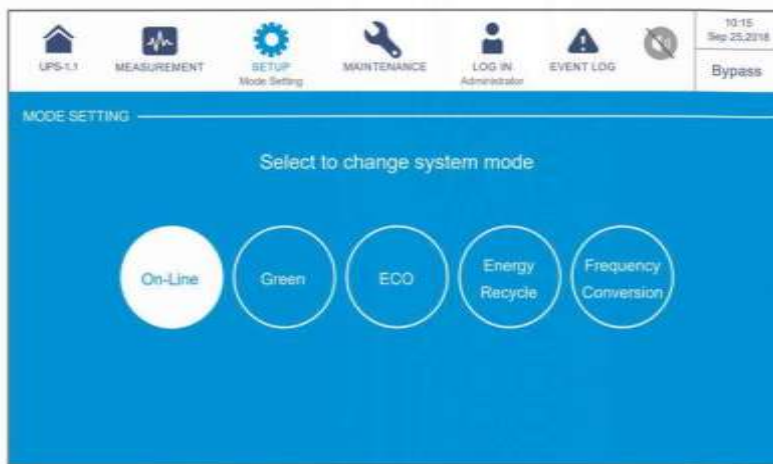 UPS-1.1
MEASUREMENT
SETUP
Mode Setting
MAINTENANCE
LOG IN
Administrator
EVENT LOG
10:15
Sep 25,2018
Bypass
MODE SETTING
Select to change system mode
On-Line
Green
ECO
Energy
Recycle
Frequency
Conversion